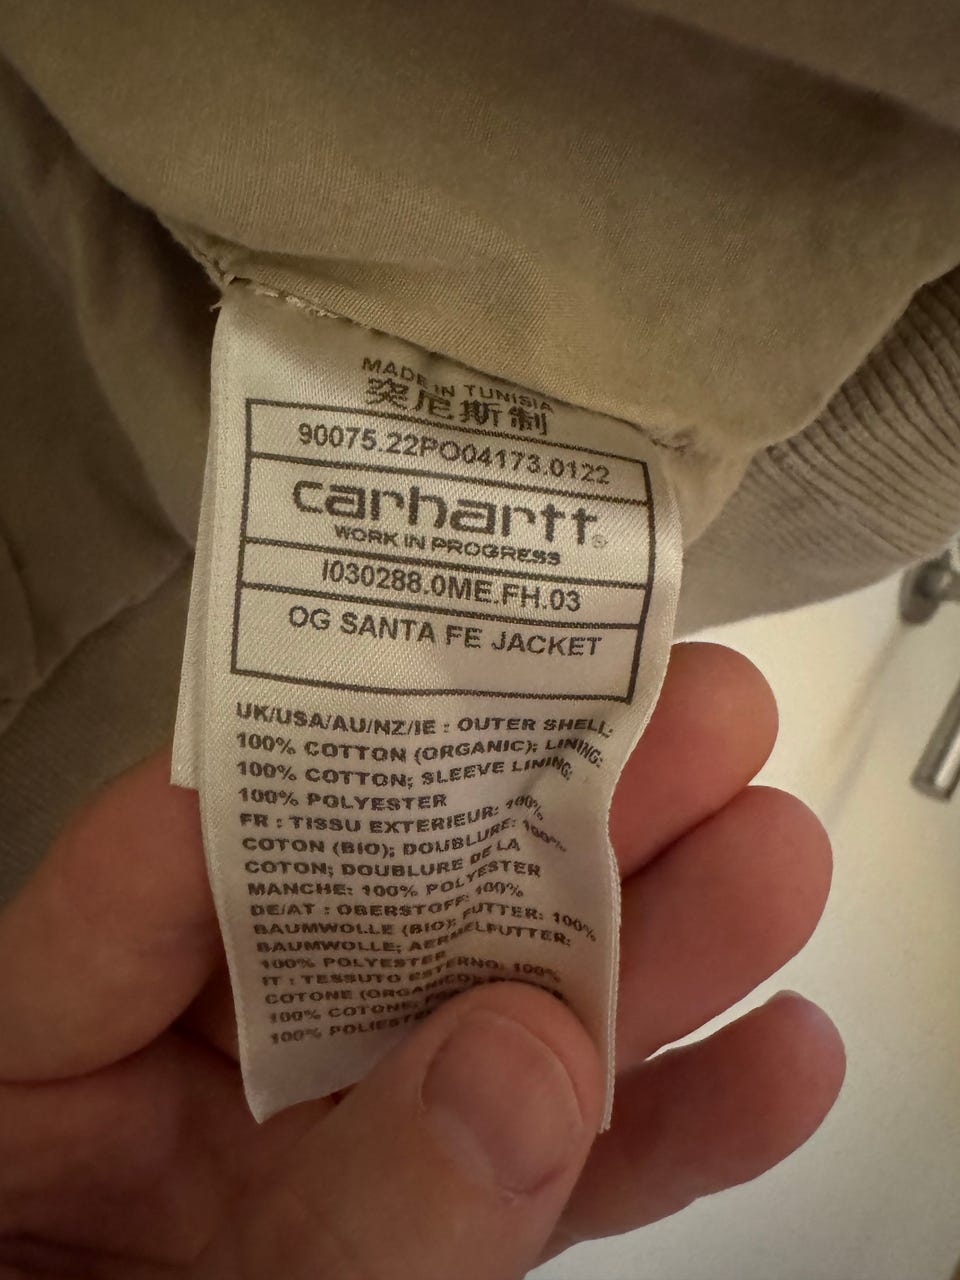 MADE IN TUNISIA
突尼斯制
90075.22PO04173.0122
carhartt®
WORK IN PROGRESS
I030288.0ME.FH.03
OG SANTA FE JACKET
UK/USA/AU/NZ/IE : OUTER SHELL:
100% COTTON (ORGANIC); LINING:
100% COTTON; SLEEVE LINING:
100% POLYESTER
FR : TISSU EXTERIEUR: 100%
COTON (BIO); DOUBLURE: 100%
COTON; DOUBLURE DE LA
MANCHE: 100% POLYESTER
DE/AT : OBERSTOFF: 100%
BAUMWOLLE (BIO); FUTTER: 100%
BAUMWOLLE; AERMELFUTTER:
100% POLYESTER
IT : TESSUTO ESTERNO: 100%
COTONE (ORGANICO);
100% COTONE;
100%